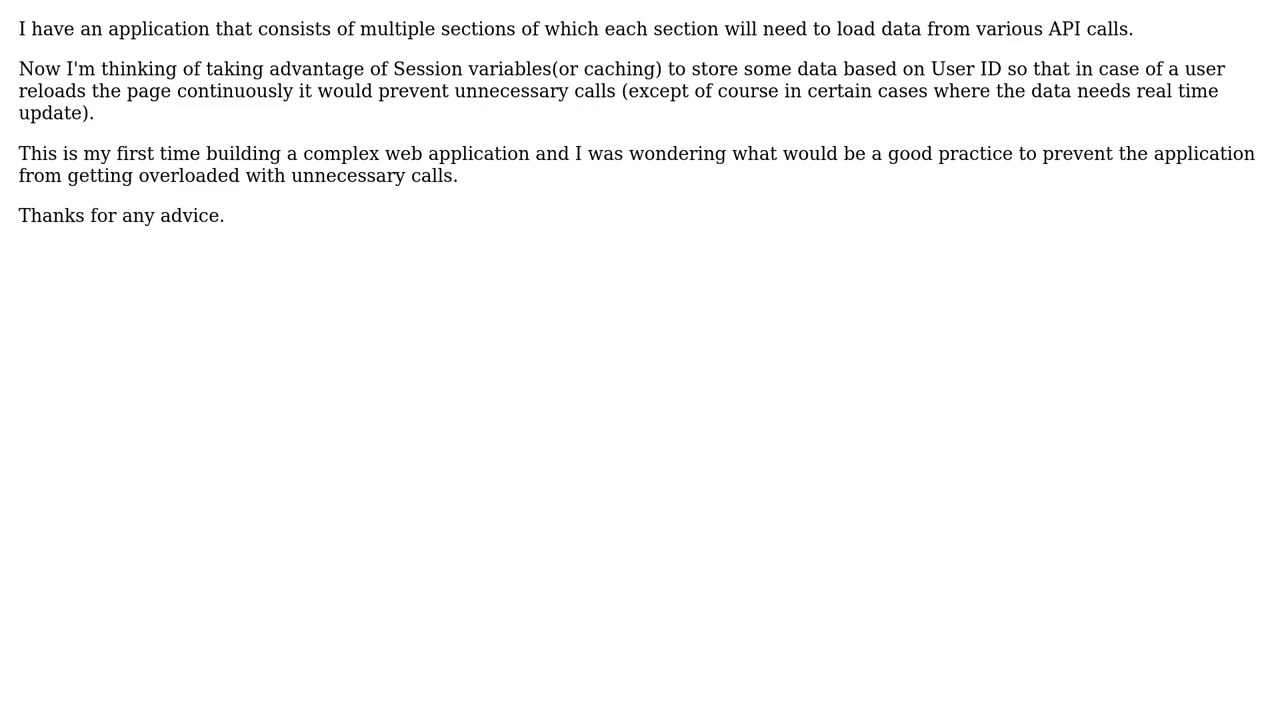 I have an application that consists of multiple sections of which each section will need to load data from various API calls.
Now I'm thinking of taking advantage of Session variables(or caching) to store some data based on User ID so that in case of a user
reloads the page continuously it would prevent unnecessary calls (except of course in certain cases where the data needs real time
update).
This is my first time building a complex web application and I was wondering what would be a good practice to prevent the application
from getting overloaded with unnecessary calls.
Thanks for any advice.